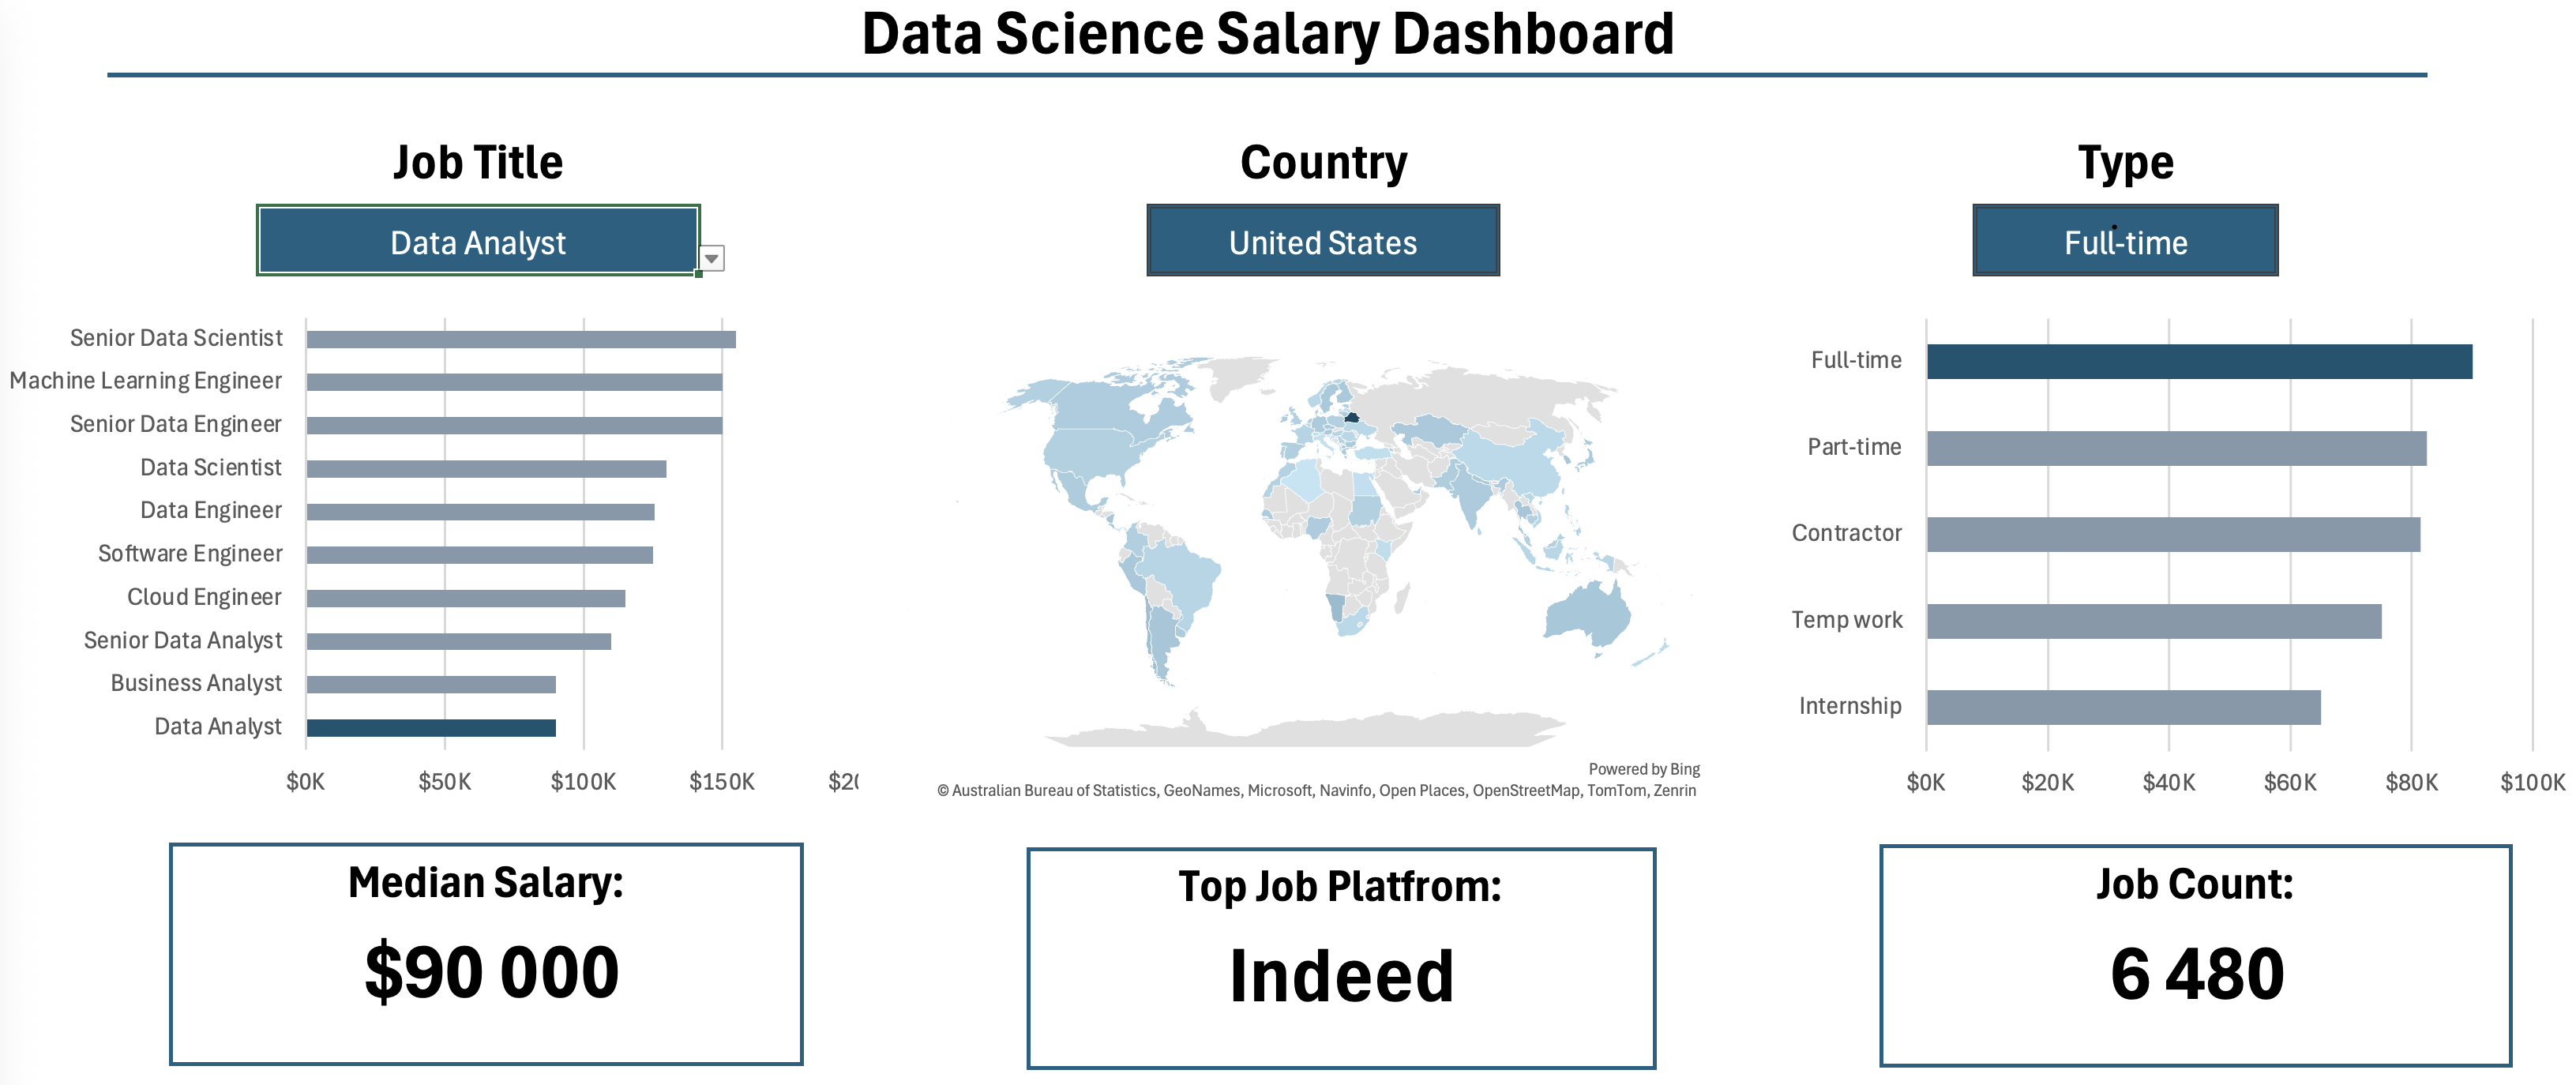 Data Science Salary Dashboard
Job Title
Data Analyst
Senior Data Scientist
Machine Learning Engineer
Senior Data Engineer
Data Scientist
Data Engineer
Software Engineer
Cloud Engineer
Senior Data Analyst
Business Analyst
Data Analyst
$0K $50K $100K $150K
Country
United States
Powered by Bing
© Australian Bureau of Statistics, GeoNames, Microsoft, Navinfo, Open Places, OpenStreetMap, TomTom, Zenrin
Type
Full-time
Full-time
Part-time
Contractor
Temp work
Internship
$0K $20K $40K $60K $80K $100K
Median Salary:
$90 000
Top Job Platfrom:
Indeed
Job Count:
6 480